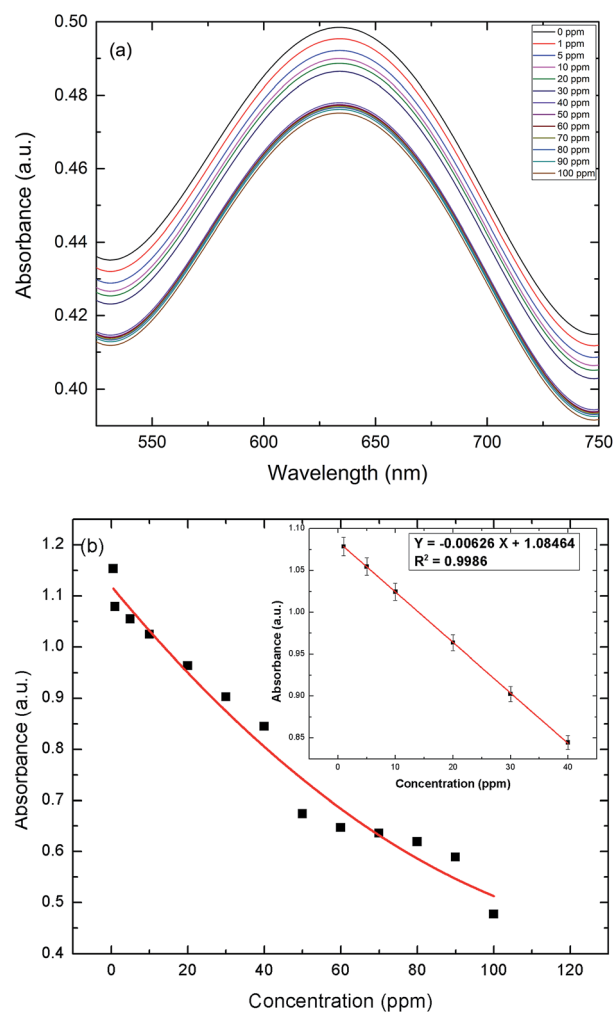 (a)
0 ppm
1 ppm
5 ppm
10 ppm
20 ppm
30 ppm
40 ppm
50 ppm
60 ppm
70 ppm
80 ppm
90 ppm
100 ppm
0.50
0.48
0.46
0.44
0.42
0.40
Absorbance (a.u.)
550 600 650 700 750
Wavelength (nm)
(b)
1.2
1.1
1.0
0.9
0.8
0.7
0.6
0.5
0.4
Absorbance (a.u.)
Y = -0.00626 X + 1.08464
R² = 0.9986
1.10
1.05
1.00
0.95
0.90
0.85
Absorbance (a.u.)
0 10 20 30 40
Concentration (ppm)
0 20 40 60 80 100 120
Concentration (ppm)